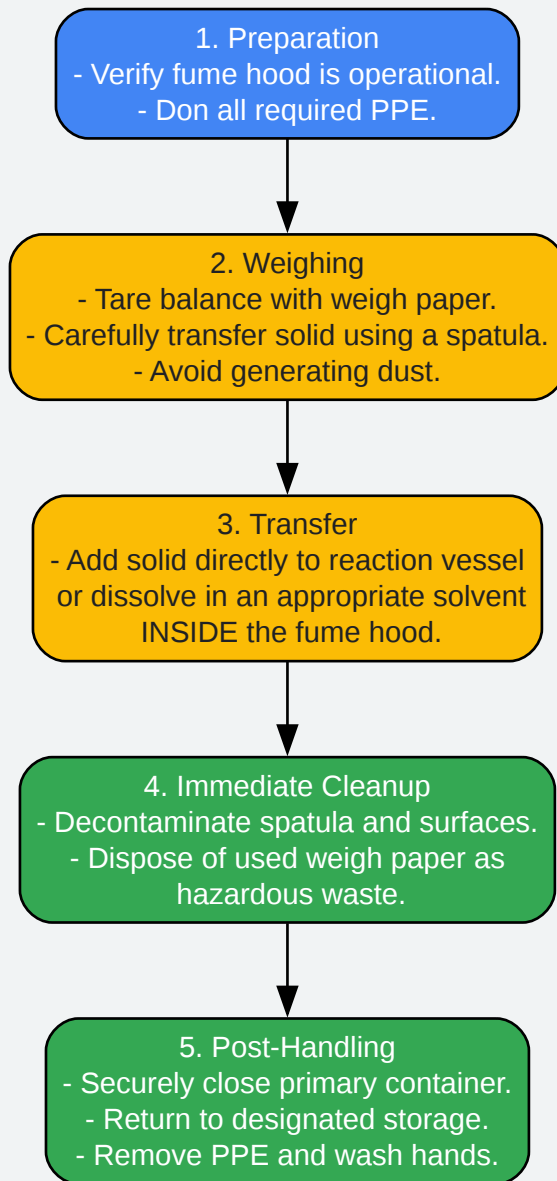 1. Preparation
- Verify fume hood is operational.
- Don all required PPE.
2. Weighing
- Tare balance with weigh paper.
- Carefully transfer solid using a spatula.
- Avoid generating dust.
3. Transfer
- Add solid directly to reaction vessel
or dissolve in an appropriate solvent
INSIDE the fume hood.
4. Immediate Cleanup
- Decontaminate spatula and surfaces.
- Dispose of used weigh paper as
hazardous waste.
5. Post-Handling
- Securely close primary container.
- Return to designated storage.
- Remove PPE and wash hands.